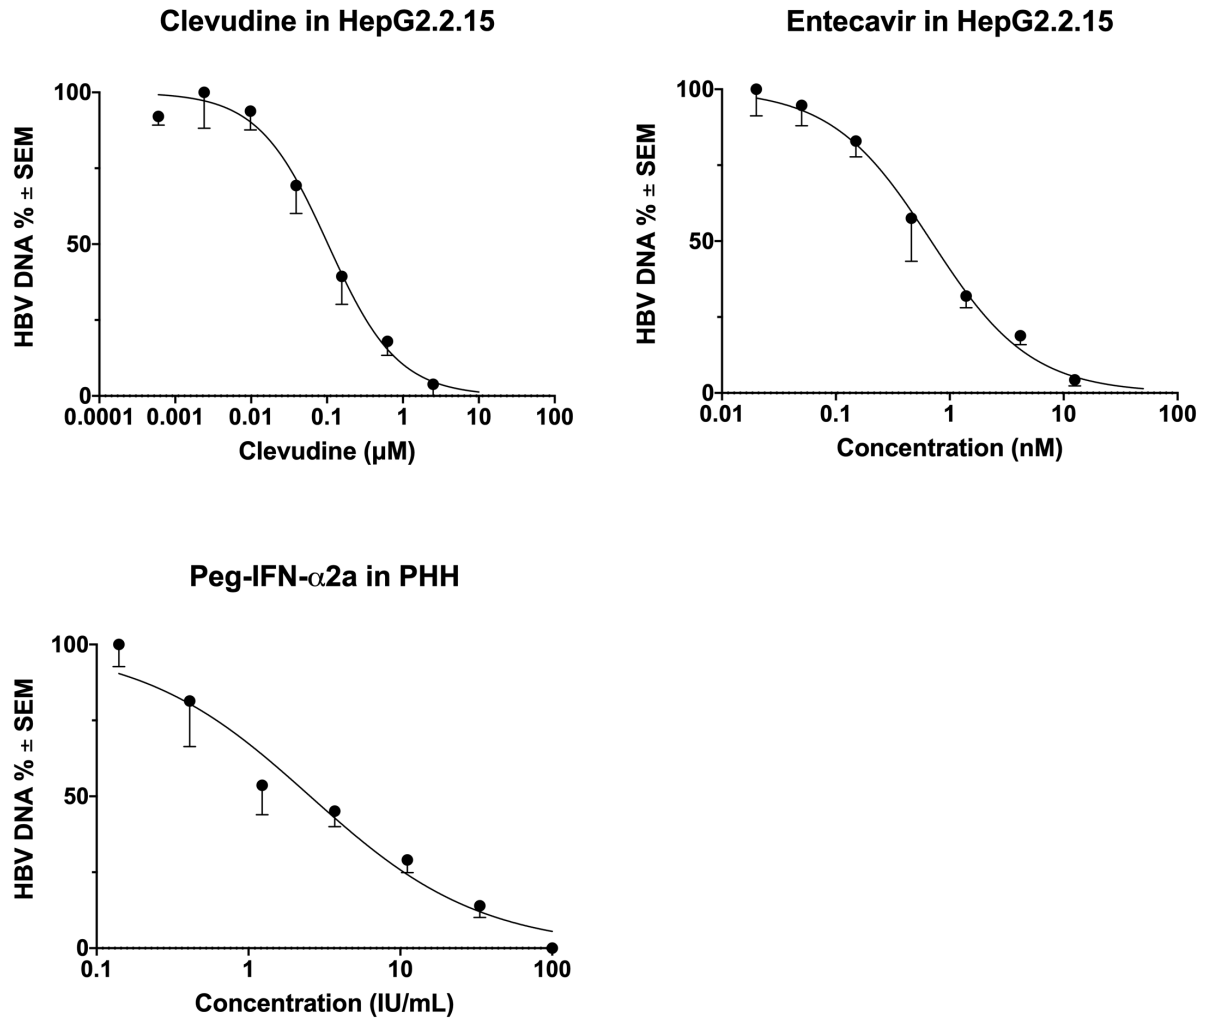 Clevudine in HepG2.2.15
HBV DNA % ± SEM
100
50
0
0.0001 0.001 0.01 0.1 1 10 100
Clevudine (µM)
Entecavir in HepG2.2.15
HBV DNA % ± SEM
100
50
0
0.01 0.1 1 10 100
Concentration (nM)
Peg-IFN-α2a in PHH
HBV DNA % ± SEM
100
50
0
0.1 1 10 100
Concentration (IU/mL)